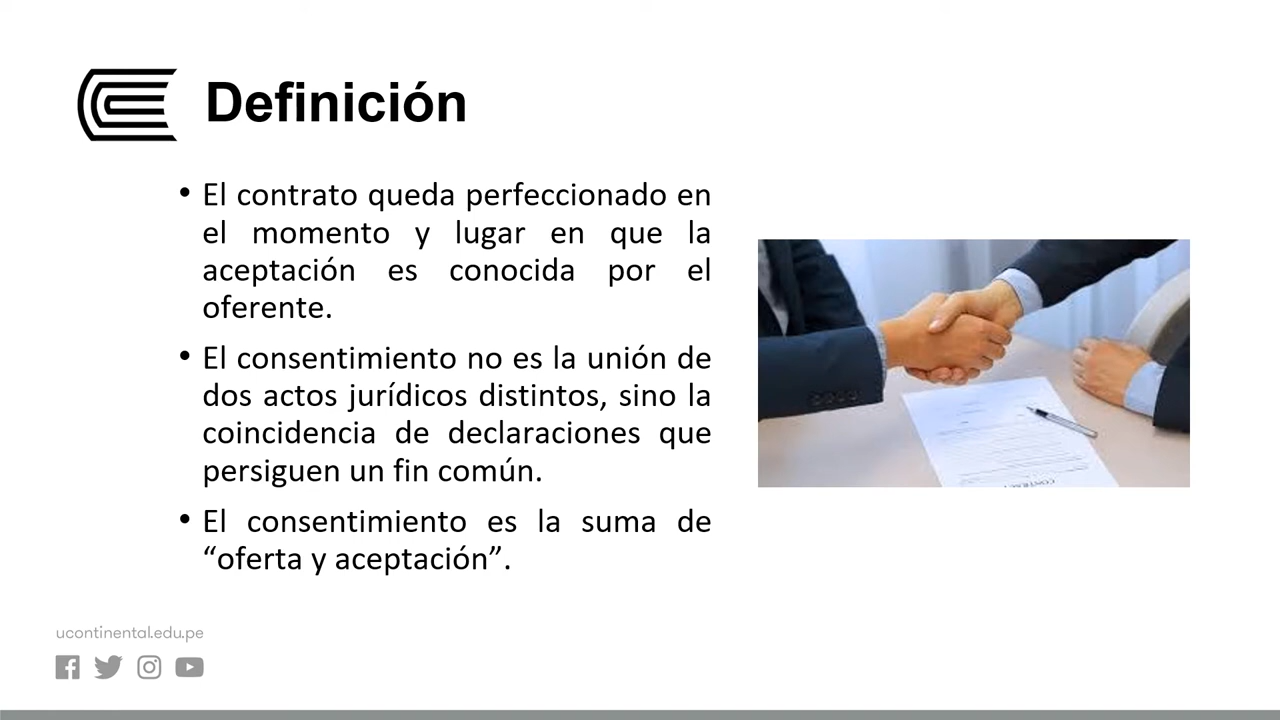 Definición
• El contrato queda perfeccionado en
el momento y lugar en que la
aceptación es conocida por el
oferente.
• El consentimiento no es la unión de
dos actos jurídicos distintos, sino la
coincidencia de declaraciones que
persiguen un fin común.
• El consentimiento es la suma de
“oferta y aceptación”.
CONTRACT
ucontinental.edu.pe